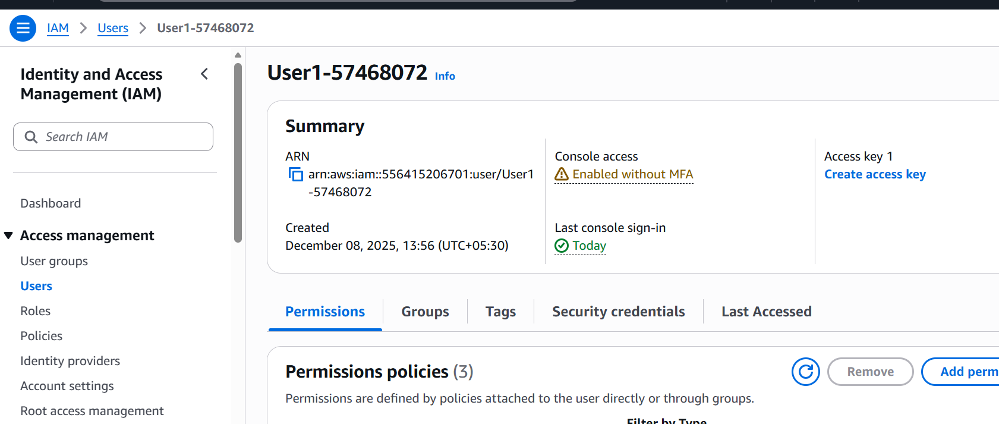 IAM > Users > User1-57468072
Identity and Access
Management (IAM)
Search IAM
Dashboard
Access management
User groups
Users
Roles
Policies
Identity providers
Account settings
Root access management
User1-57468072 Info
Summary
ARN
arn:aws:iam::556415206701:user/User1
-57468072
Created
December 08, 2025, 13:56 (UTC+05:30)
Console access
Enabled without MFA
Last console sign-in
Today
Access key 1
Create access key
Permissions
Groups
Tags
Security credentials
Last Accessed
Permissions policies (3)
Remove
Add perm
Permissions are defined by policies attached to the user directly or through groups.
Filter by Type